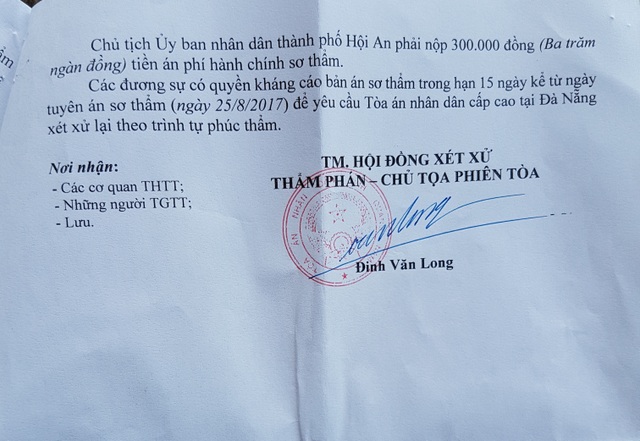 Chủ tịch Ủy ban nhân dân thành phố Hội An phải nộp 300.000 đồng (Ba trăm
ngàn đồng) tiền án phí hành chính sơ thẩm.
Các đương sự có quyền kháng cáo bản án sơ thẩm trong hạn 15 ngày kể từ ngày
tuyên án sơ thẩm (ngày 25/8/2017) để yêu cầu Tòa án nhân dân cấp cao tại Đà Nẵng
xét xử lại theo trình tự phúc thẩm.
Nơi nhận:
- Các cơ quan THTT;
- Những người TGTT;
- Lưu.
TM. HỘI ĐỒNG XÉT XỬ
THẨM PHÁN – CHỦ TỌA PHIÊN TÒA
TÒA ÁN NHÂN
Đinh Văn Long